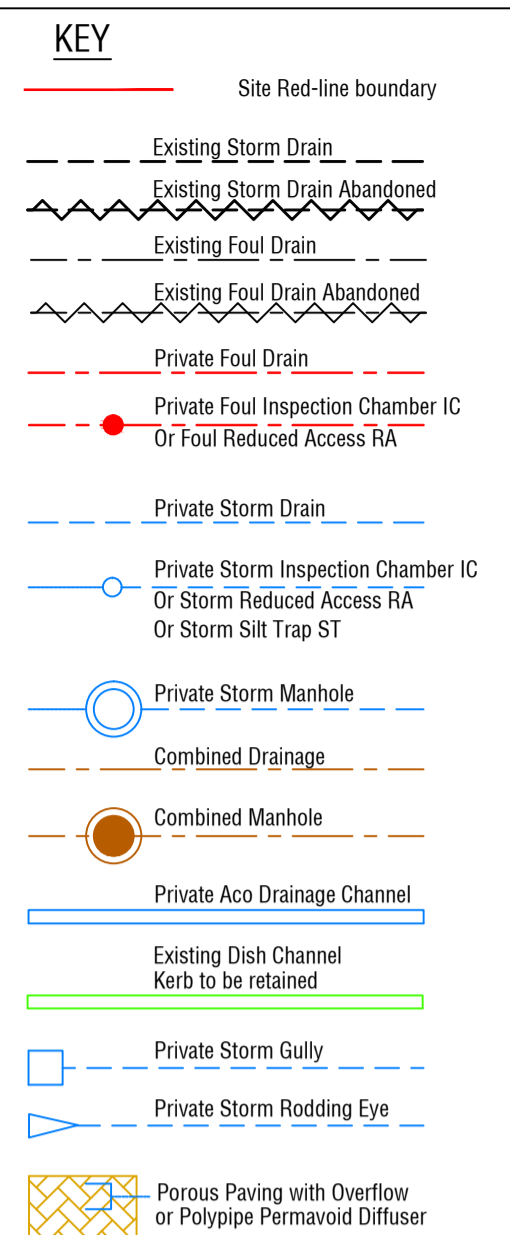 KEY
Site Red-line boundary
Existing Storm Drain
Existing Storm Drain Abandoned
Existing Foul Drain
Existing Foul Drain Abandoned
Private Foul Drain
Private Foul Inspection Chamber IC
Or Foul Reduced Access RA
Private Storm Drain
Private Storm Inspection Chamber IC
Or Storm Reduced Access RA
Or Storm Silt Trap ST
Private Storm Manhole
Combined Drainage
Combined Manhole
Private Aco Drainage Channel
Existing Dish Channel
Kerb to be retained
Private Storm Gully
Private Storm Rodding Eye
Porous Paving with Overflow
or Polypipe Permavoid Diffuser